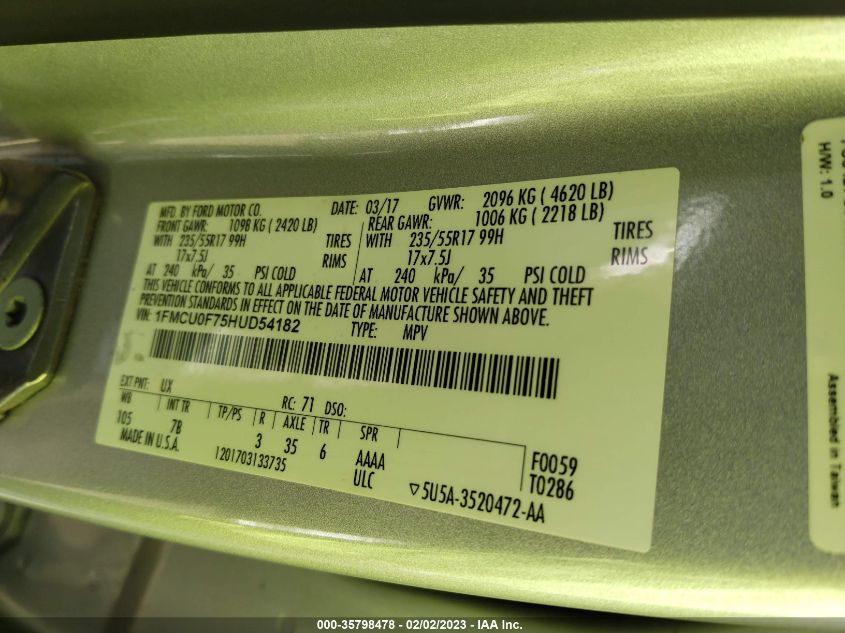 MFD. BY FORD MOTOR CO.
DATE: 03/17 GVWR: 2096 KG ( 4620 LB)
FRONT GAWR: 1098 KG ( 2420 LB)
REAR GAWR: 1006 KG ( 2218 LB)
WITH 235/55R17 99H TIRES
WITH 235/55R17 99H TIRES
17x7.5J RIMS
17x7.5J RIMS
AT 240 kPa/ 35 PSI COLD
AT 240 kPa/ 35 PSI COLD
THIS VEHICLE CONFORMS TO ALL APPLICABLE FEDERAL MOTOR VEHICLE SAFETY AND THEFT
PREVENTION STANDARDS IN EFFECT ON THE DATE OF MANUFACTURE SHOWN ABOVE.
VIN: 1FMCU0F75HUD54182
TYPE: MPV
EXT PNT: UX RC: 71 DSO:
WB INT TR TP/PS R AXLE TR SPR
105 7B 3 35 6 AAAA
ULC
F0059
T0286
MADE IN U.S.A.
1201703133735
▽5U5A-3520472-AA
H/W: 1.0
Assembled in Taiwan
000-35798478 - 02/02/2023 - IAA Inc.